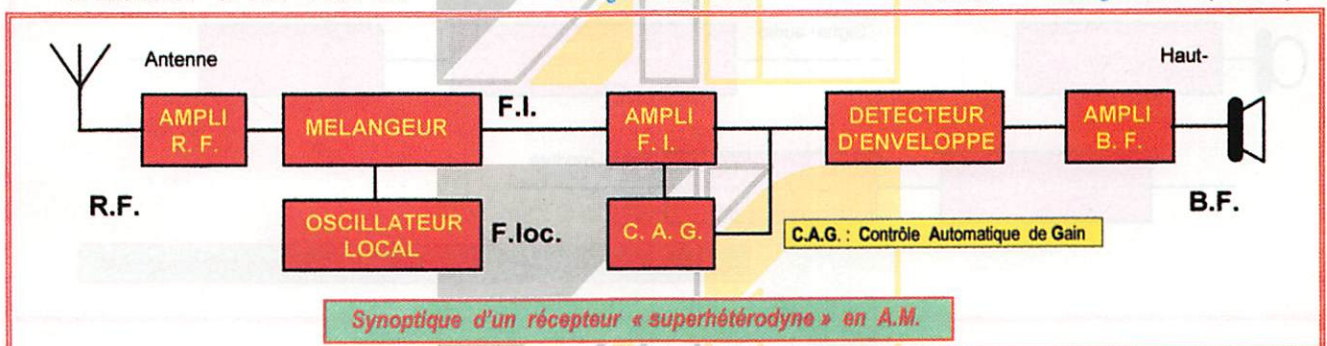 Antenne
Haut-
AMPLI
R. F.
MELANGEUR
F.I.
AMPLI
F. I.
DETECTEUR
D'ENVELOPPE
AMPLI
B. F.
R.F.
OSCILLATEUR
LOCAL
F.loc.
C. A. G.
C.A.G. : Contrôle Automatique de Gain
B.F.
Synoptique d'un récepteur « superhétérodyne » en A.M.